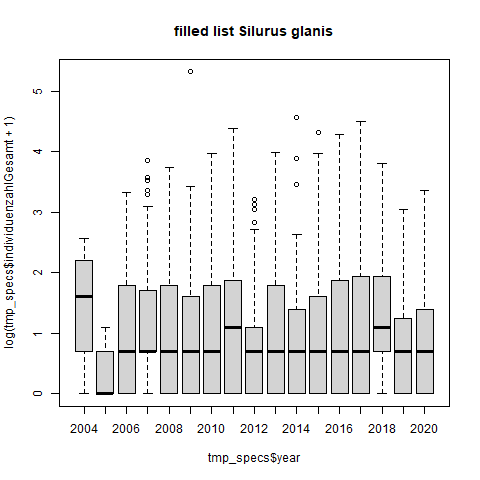 filled list Silurus glanis
log(tmp_specs$individuenzahlGesamt + 1)
5
4
3
2
1
0
2004 2006 2008 2010 2012 2014 2016 2018 2020
tmp_specs$year